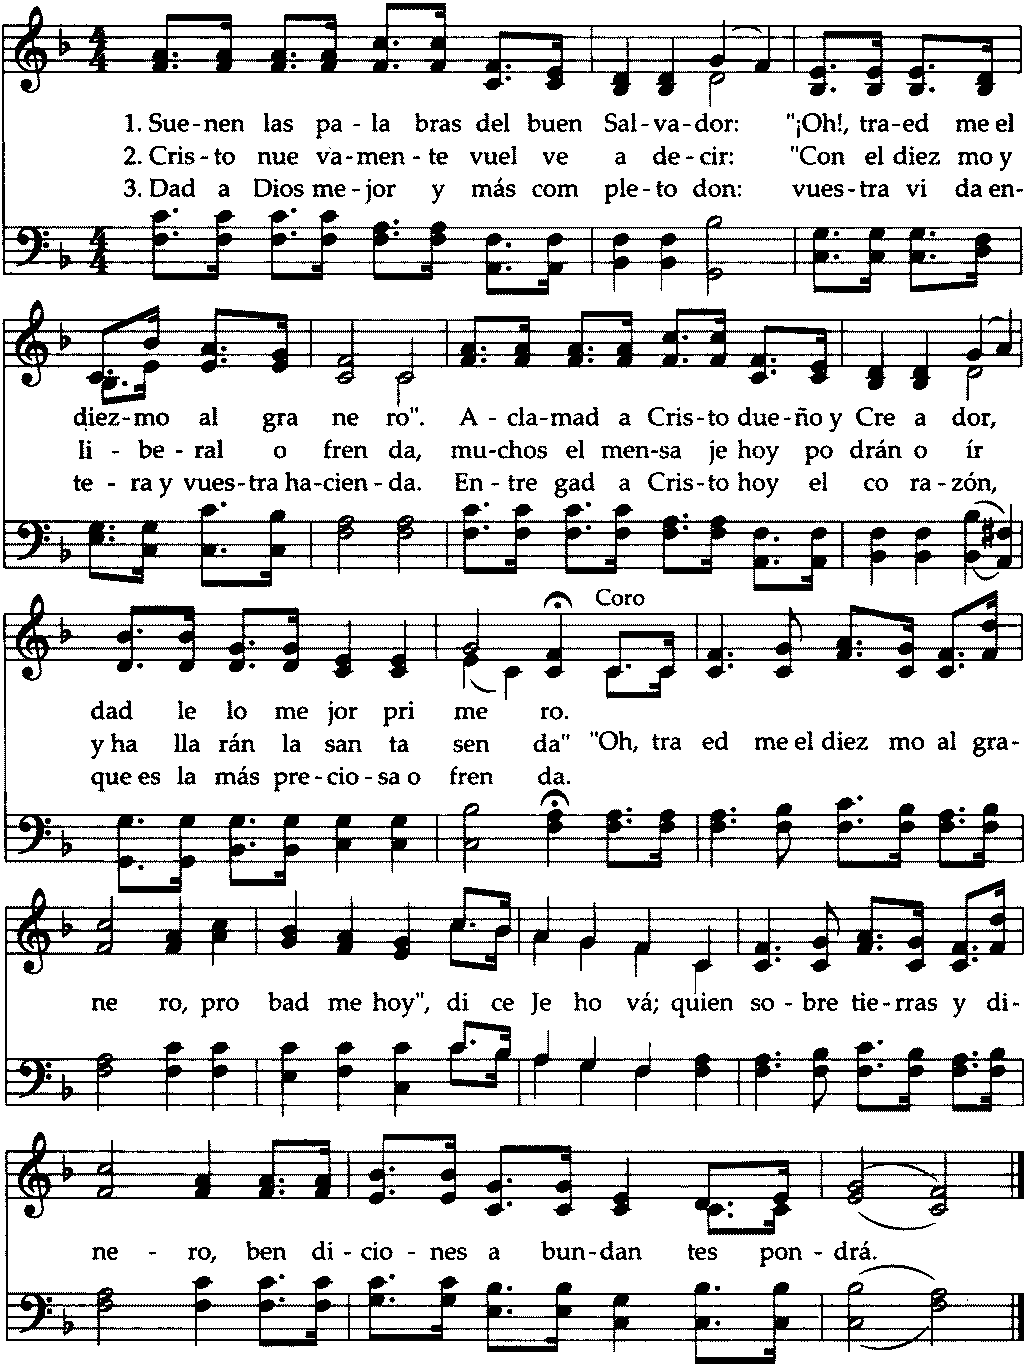 1. Sue-nen las pa - la bras del buen Sal-va-dor: "¡Oh!, tra-ed me el
2. Cris-to nue va-men-te vuel ve a de-cir: "Con el diez mo y
3. Dad a Dios me-jor y más com ple-to don: vues-tra vi da en-
diez-mo al gra ne ro". A - cla-mad a Cris-to due-ño y Cre a dor,
li - be - ral o fren da, mu-chos el men-sa je hoy po drán o ír
te - ra y vues-tra ha-cien-da. En-tre gad a Cris-to hoy el co ra-zón,
Coro
dad le lo me jor pri me ro.
y ha lla rán la san ta sen da" "Oh, tra ed me el diez mo al gra-
que es la más pre-cio-sa o fren da.
ne ro, pro bad me hoy", di ce Je ho vá; quien so-bre tie-rras y di-
ne - ro, ben di-cio-nes a bun-dan tes pon-drá.